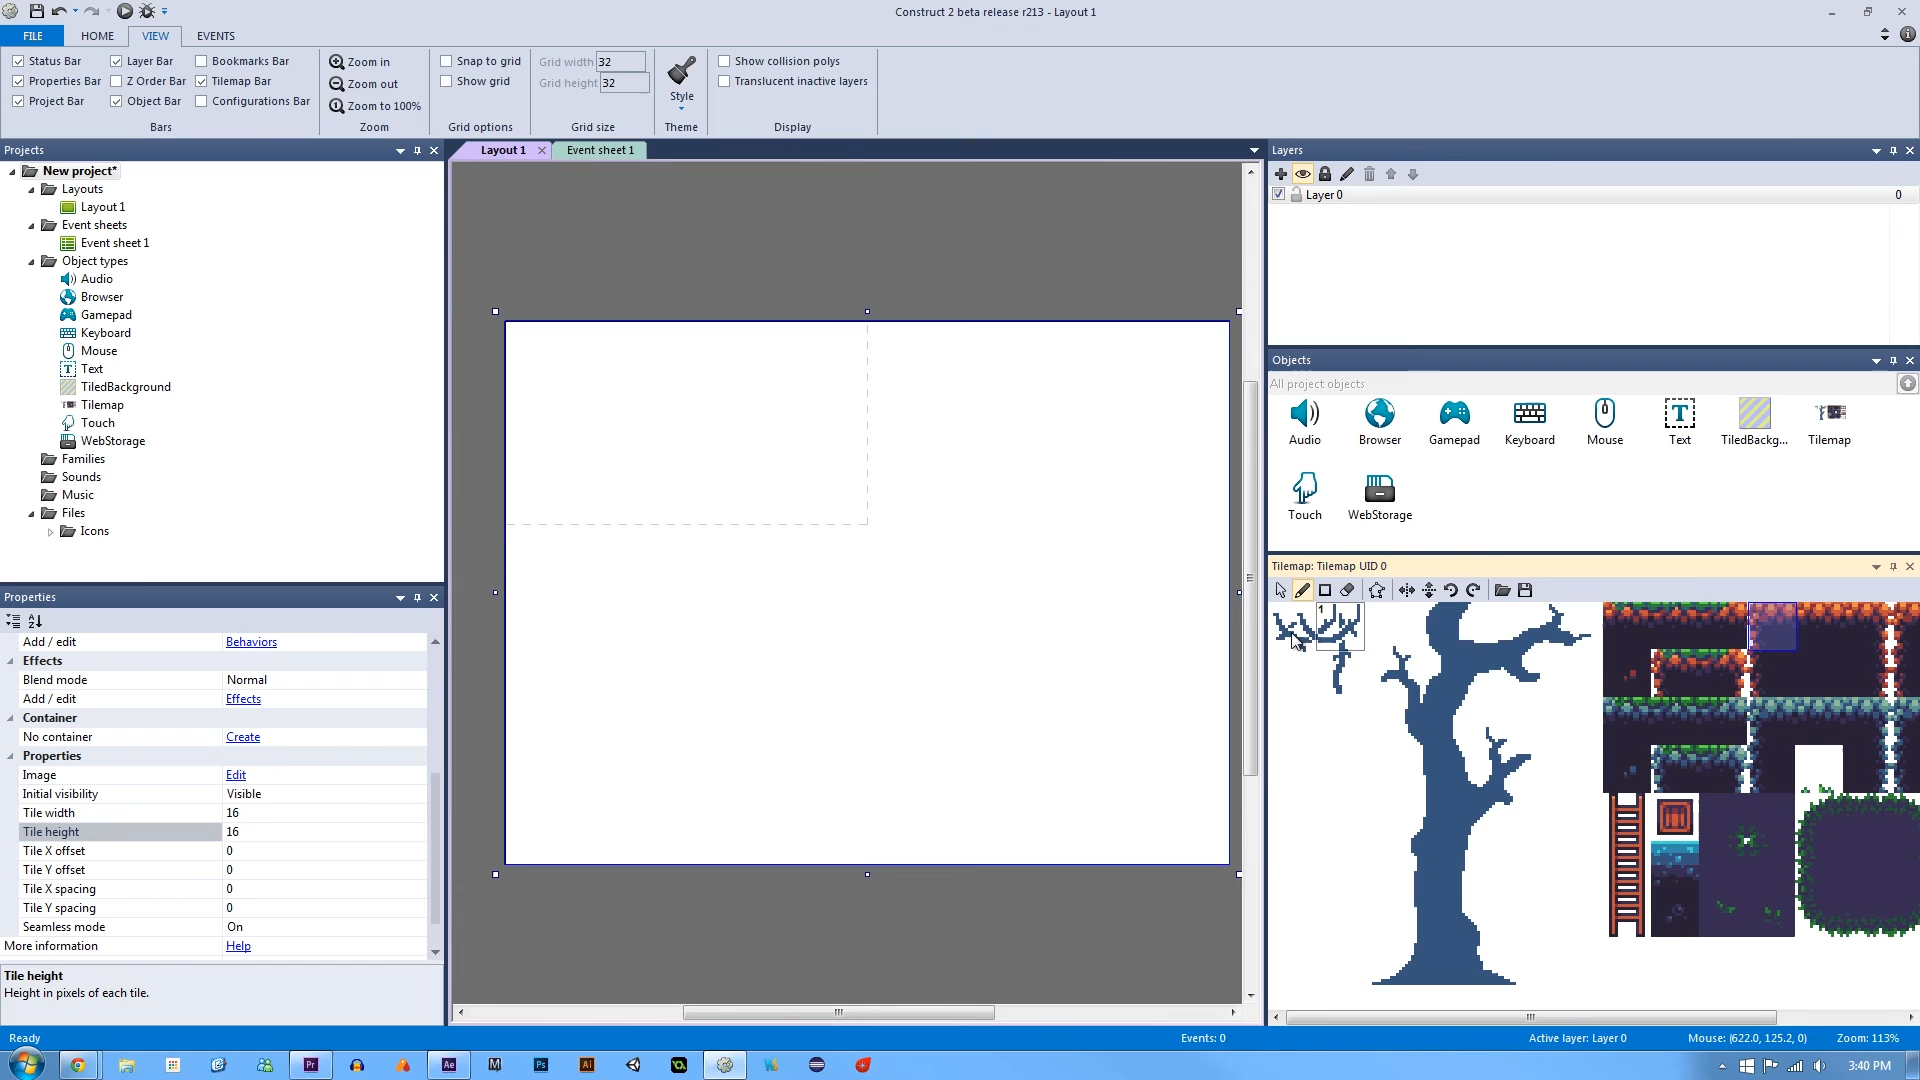 Construct 2 beta release r213 - Layout 1
FILE HOME VIEW EVENTS
Status Bar Layer Bar Bookmarks Bar
Properties Bar Z Order Bar Tilemap Bar
Project Bar Object Bar Configurations Bar
Bars
Zoom in
Zoom out
Zoom to 100%
Zoom
Snap to grid
Show grid
Grid options
Grid width 32
Grid height 32
Grid size
Style
Theme
Show collision polys
Translucent inactive layers
Display
Projects
New project*
Layouts
Layout 1
Event sheets
Event sheet 1
Object types
Audio
Browser
Gamepad
Keyboard
Mouse
Text
TiledBackground
Tilemap
Touch
WebStorage
Families
Sounds
Music
Files
Icons
Properties
Add / edit Behaviors
Effects
Blend mode Normal
Add / edit Effects
Container
No container Create
Properties
Image Edit
Initial visibility Visible
Tile width 16
Tile height 16
Tile X offset 0
Tile Y offset 0
Tile X spacing 0
Tile Y spacing 0
Seamless mode On
More information Help
Tile height
Height in pixels of each tile.
Layout 1 Event sheet 1
Layers
Layer 0 0
Objects
All project objects
Audio Browser Gamepad Keyboard Mouse Text TiledBackg... Tilemap
Touch WebStorage
Tilemap: Tilemap UID 0
1
Ready Events: 0 Active layer: Layer 0 Mouse: (622.0, 125.2, 0) Zoom: 113%
Pr Ae M Ps Ai
3:40 PM